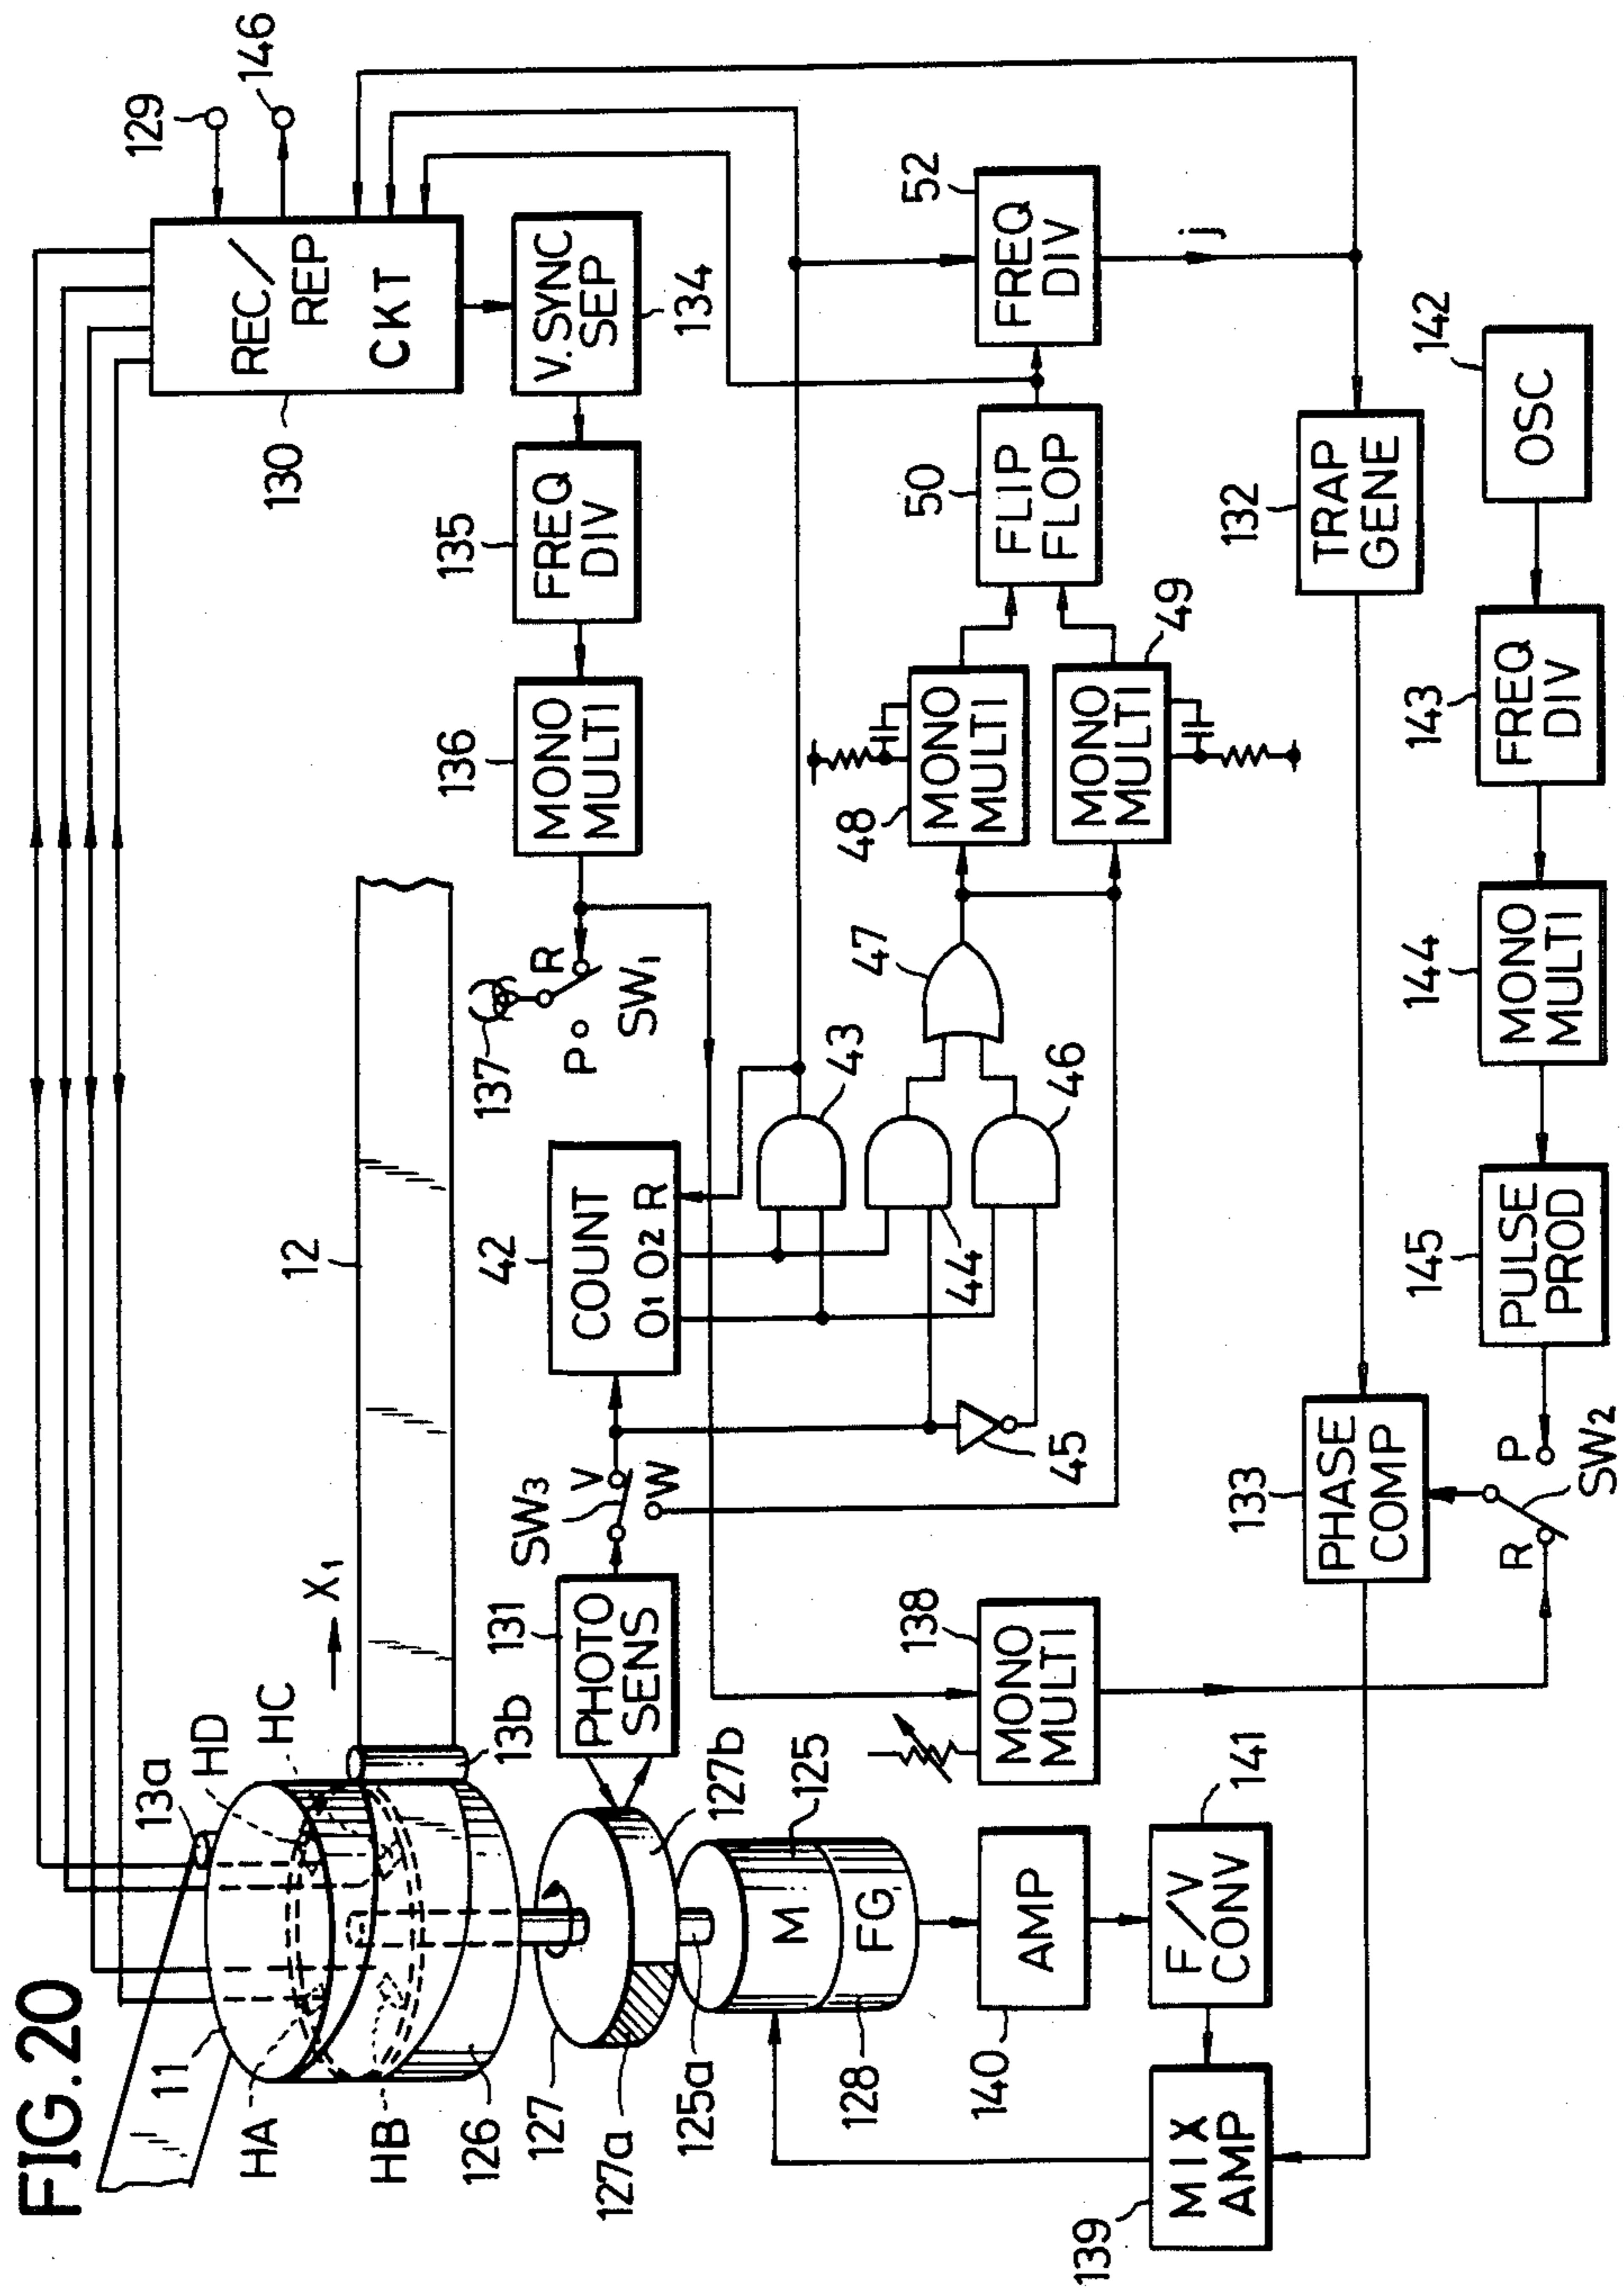 FIG.20
11
13a
HD
HC
X₁
12
HA
HB
126
127
127a
125a
127b
13b
125
M
FG
128
131
PHOTO
SENS
SW₃
V
W
42
COUNT
O₁ O₂ R
137
R
P
SW₁
136
MONO
MULTI
135
FREQ
DIV
V.SYNC
SEP
134
130
REC/
REP
CKT
129
146
43
44
45
46
47
48
MONO
MULTI
MONO
MULTI
49
50
FLIP
FLOP
52
FREQ
DIV
j
138
MONO
MULTI
140
AMP
141
F/V
CONV
139
MIX
AMP
133
PHASE
COMP
132
TRAP
GENE
R
P
SW₂
145
PULSE
PROD
144
MONO
MULTI
143
FREQ
DIV
142
OSC